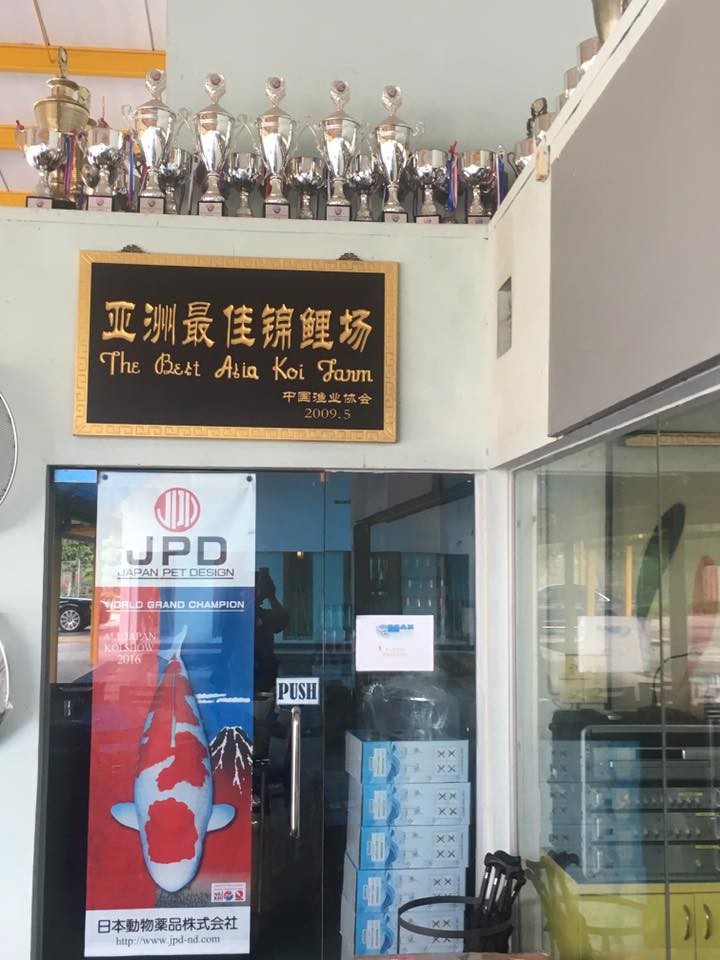 亚洲最佳锦鲤场
The Best Asia Koi Farm
中国渔业协会
2009.5
JPD
JAPAN PET DESIGN
WORLD GRAND CHAMPION
ALL JAPAN
KOI SHOW
2016
PUSH
MAX
日本動物薬品株式会社
http://www.jpd-nd.com